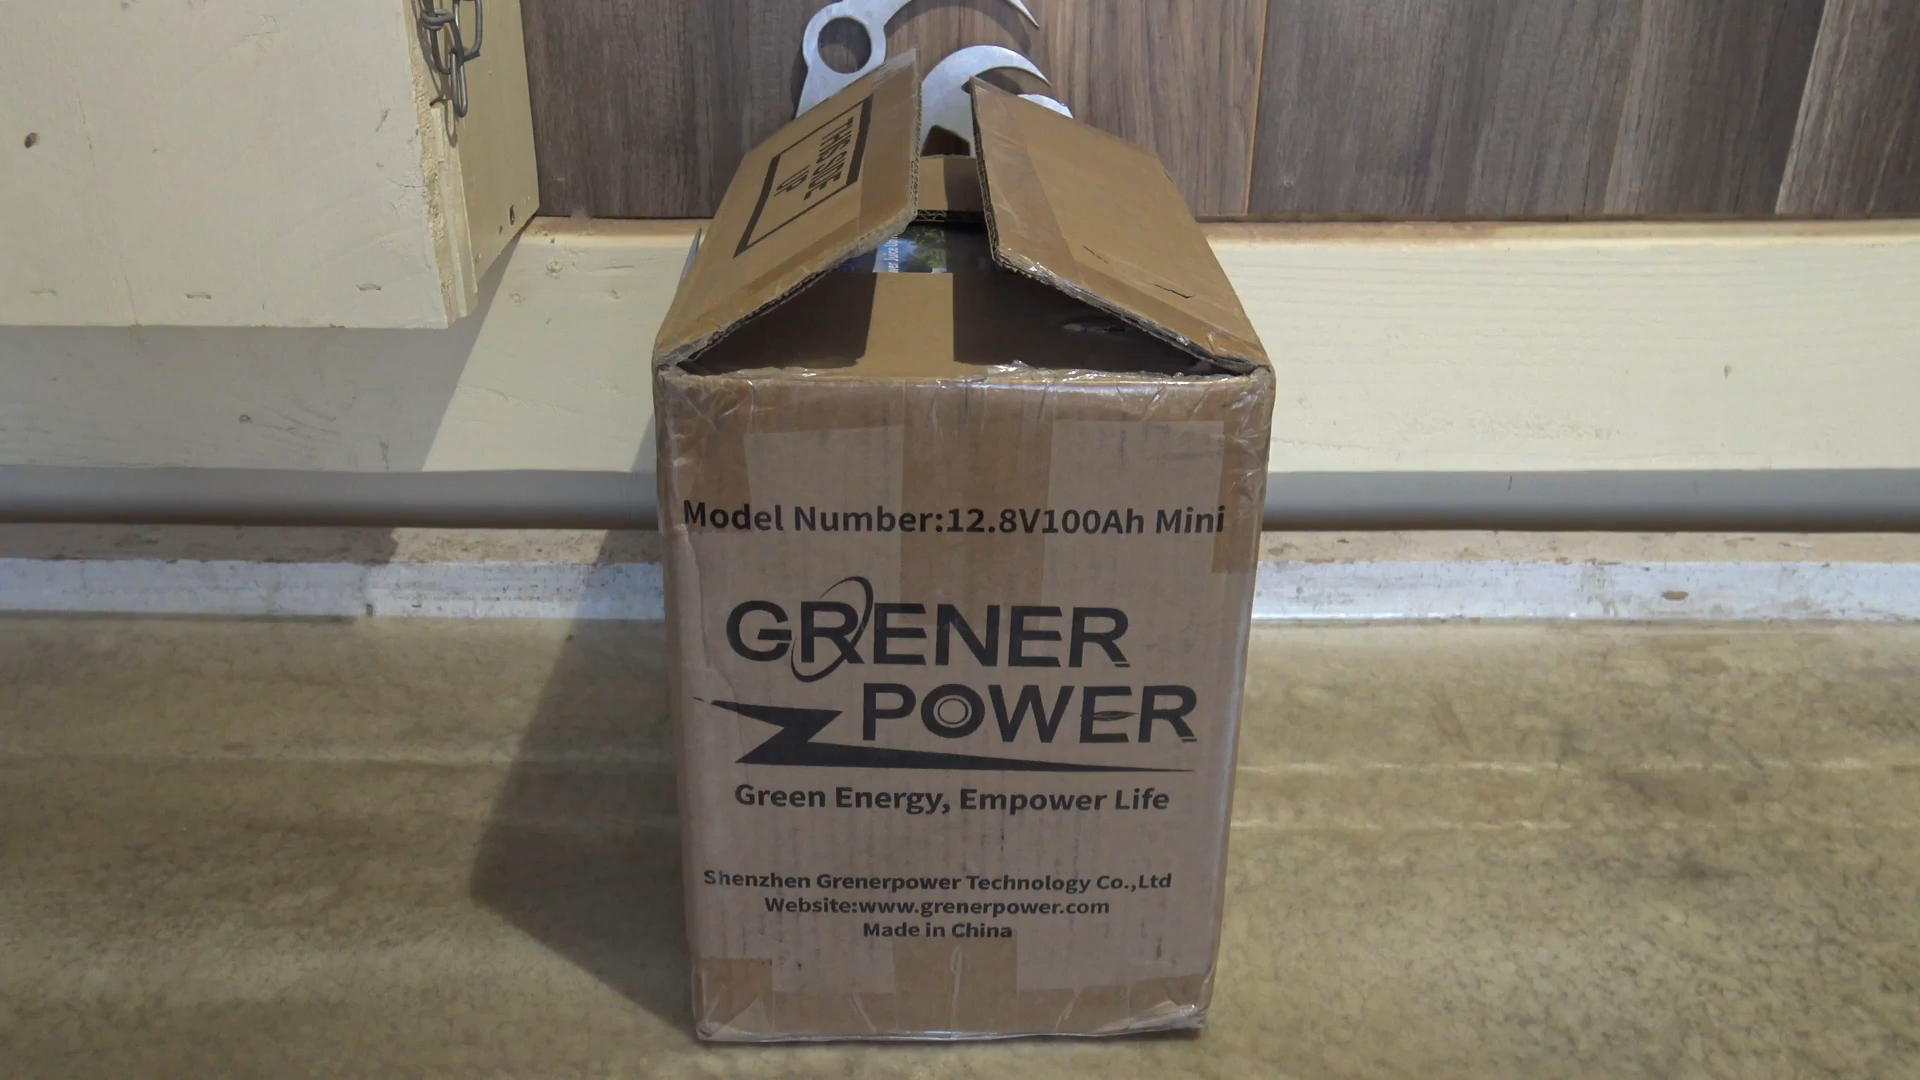 THIS SIDE
UP
Model Number:12.8V100Ah Mini
GRENER
POWER
Green Energy, Empower Life
Shenzhen Grenerpower Technology Co.,Ltd
Website:www.grenerpower.com
Made in China